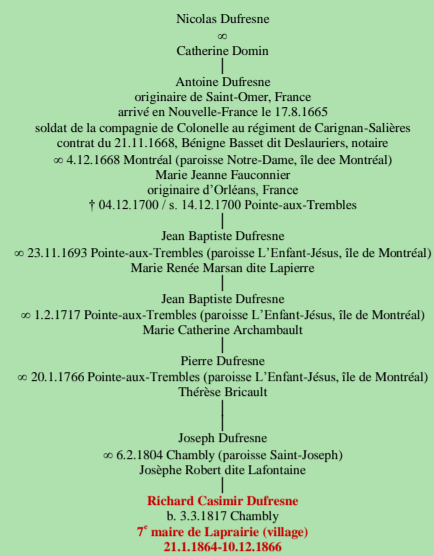 Nicolas Dufresne
∞
Catherine Domin
Antoine Dufresne
originaire de Saint-Omer, France
arrivé en Nouvelle-France le 17.8.1665
soldat de la compagnie de Colonelle au régiment de Carignan-Salières
contrat du 21.11.1668, Bénigne Basset dit Deslauriers, notaire
∞ 4.12.1668 Montréal (paroisse Notre-Dame, île dee Montréal)
Marie Jeanne Fauconnier
originaire d'Orléans, France
† 04.12.1700 / s. 14.12.1700 Pointe-aux-Trembles
Jean Baptiste Dufresne
∞ 23.11.1693 Pointe-aux-Trembles (paroisse L'Enfant-Jésus, île de Montréal)
Marie Renée Marsan dite Lapierre
Jean Baptiste Dufresne
∞ 1.2.1717 Pointe-aux-Trembles (paroisse L'Enfant-Jésus, île de Montréal)
Marie Catherine Archambault
Pierre Dufresne
∞ 20.1.1766 Pointe-aux-Trembles (paroisse L'Enfant-Jésus, île de Montréal)
Thérèse Bricault
Joseph Dufresne
∞ 6.2.1804 Chambly (paroisse Saint-Joseph)
Josèphe Robert dite Lafontaine
Richard Casimir Dufresne
b. 3.3.1817 Chambly
7e maire de Laprairie (village)
21.1.1864-10.12.1866